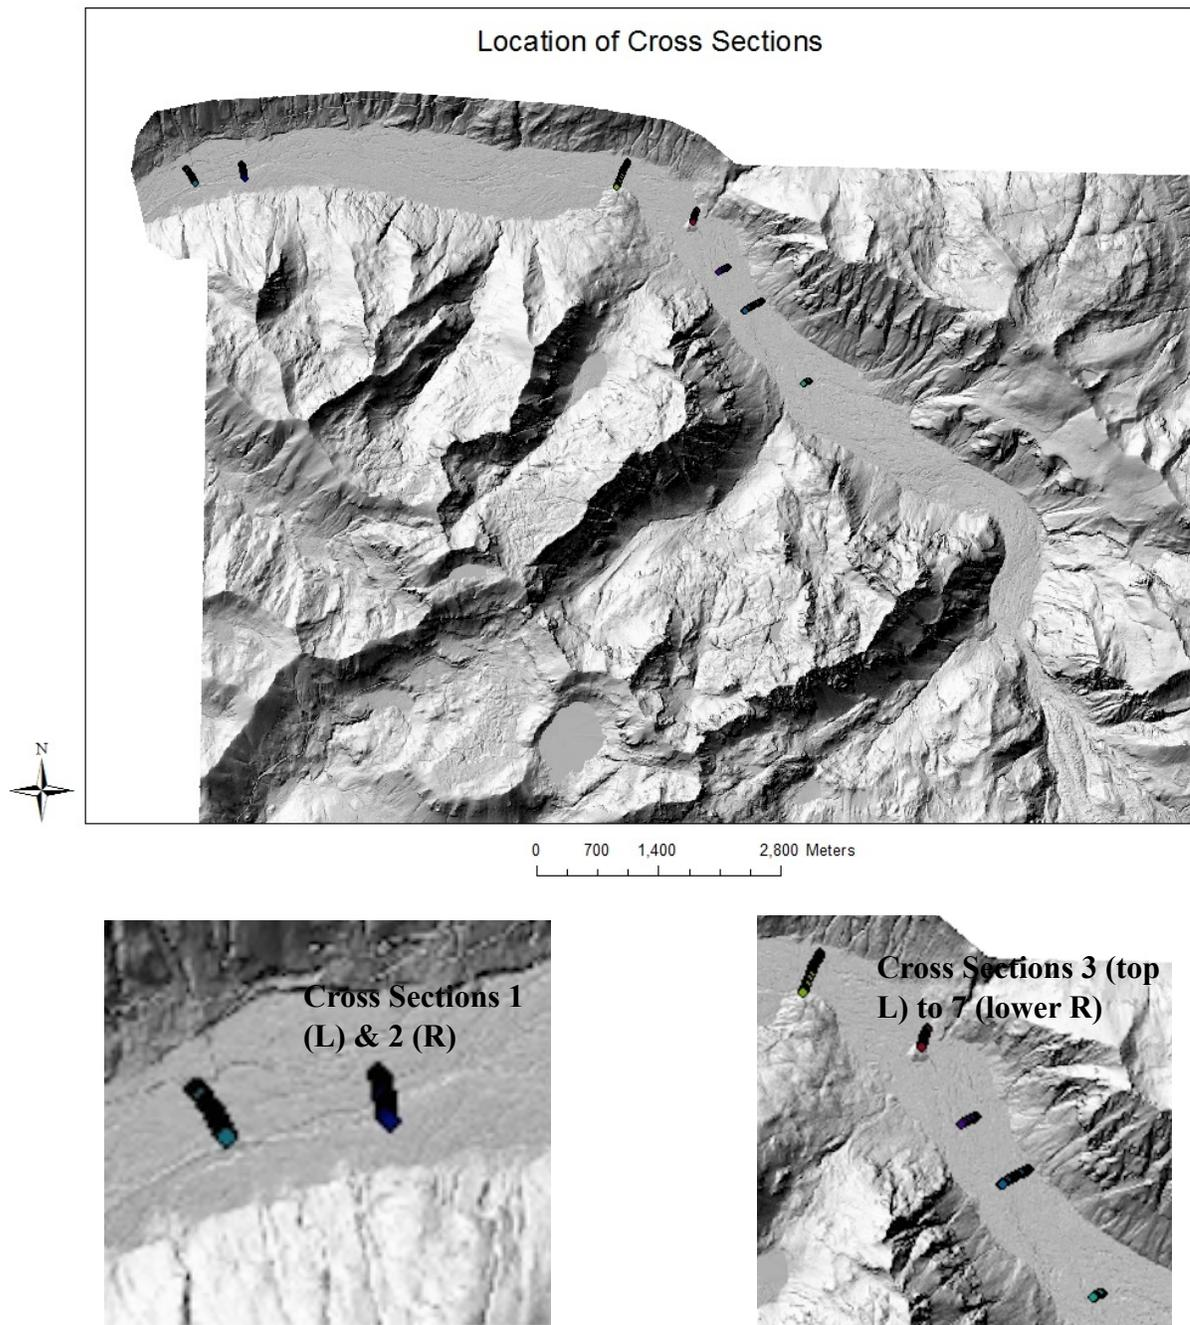 Location of Cross Sections
N
0 700 1,400 2,800 Meters
Cross Sections 1
(L) & 2 (R)
Cross Sections 3 (top
L) to 7 (lower R)